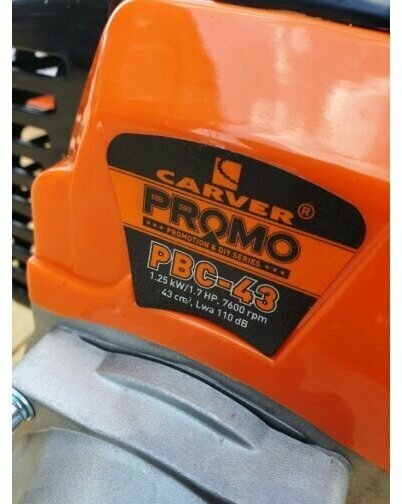 CARVER®
PROMO
PROMOTION & DIY SERIES
PBC-43
1.25 kW/1.7 HP, 7600 rpm
43 cm³, Lwa 110 dB